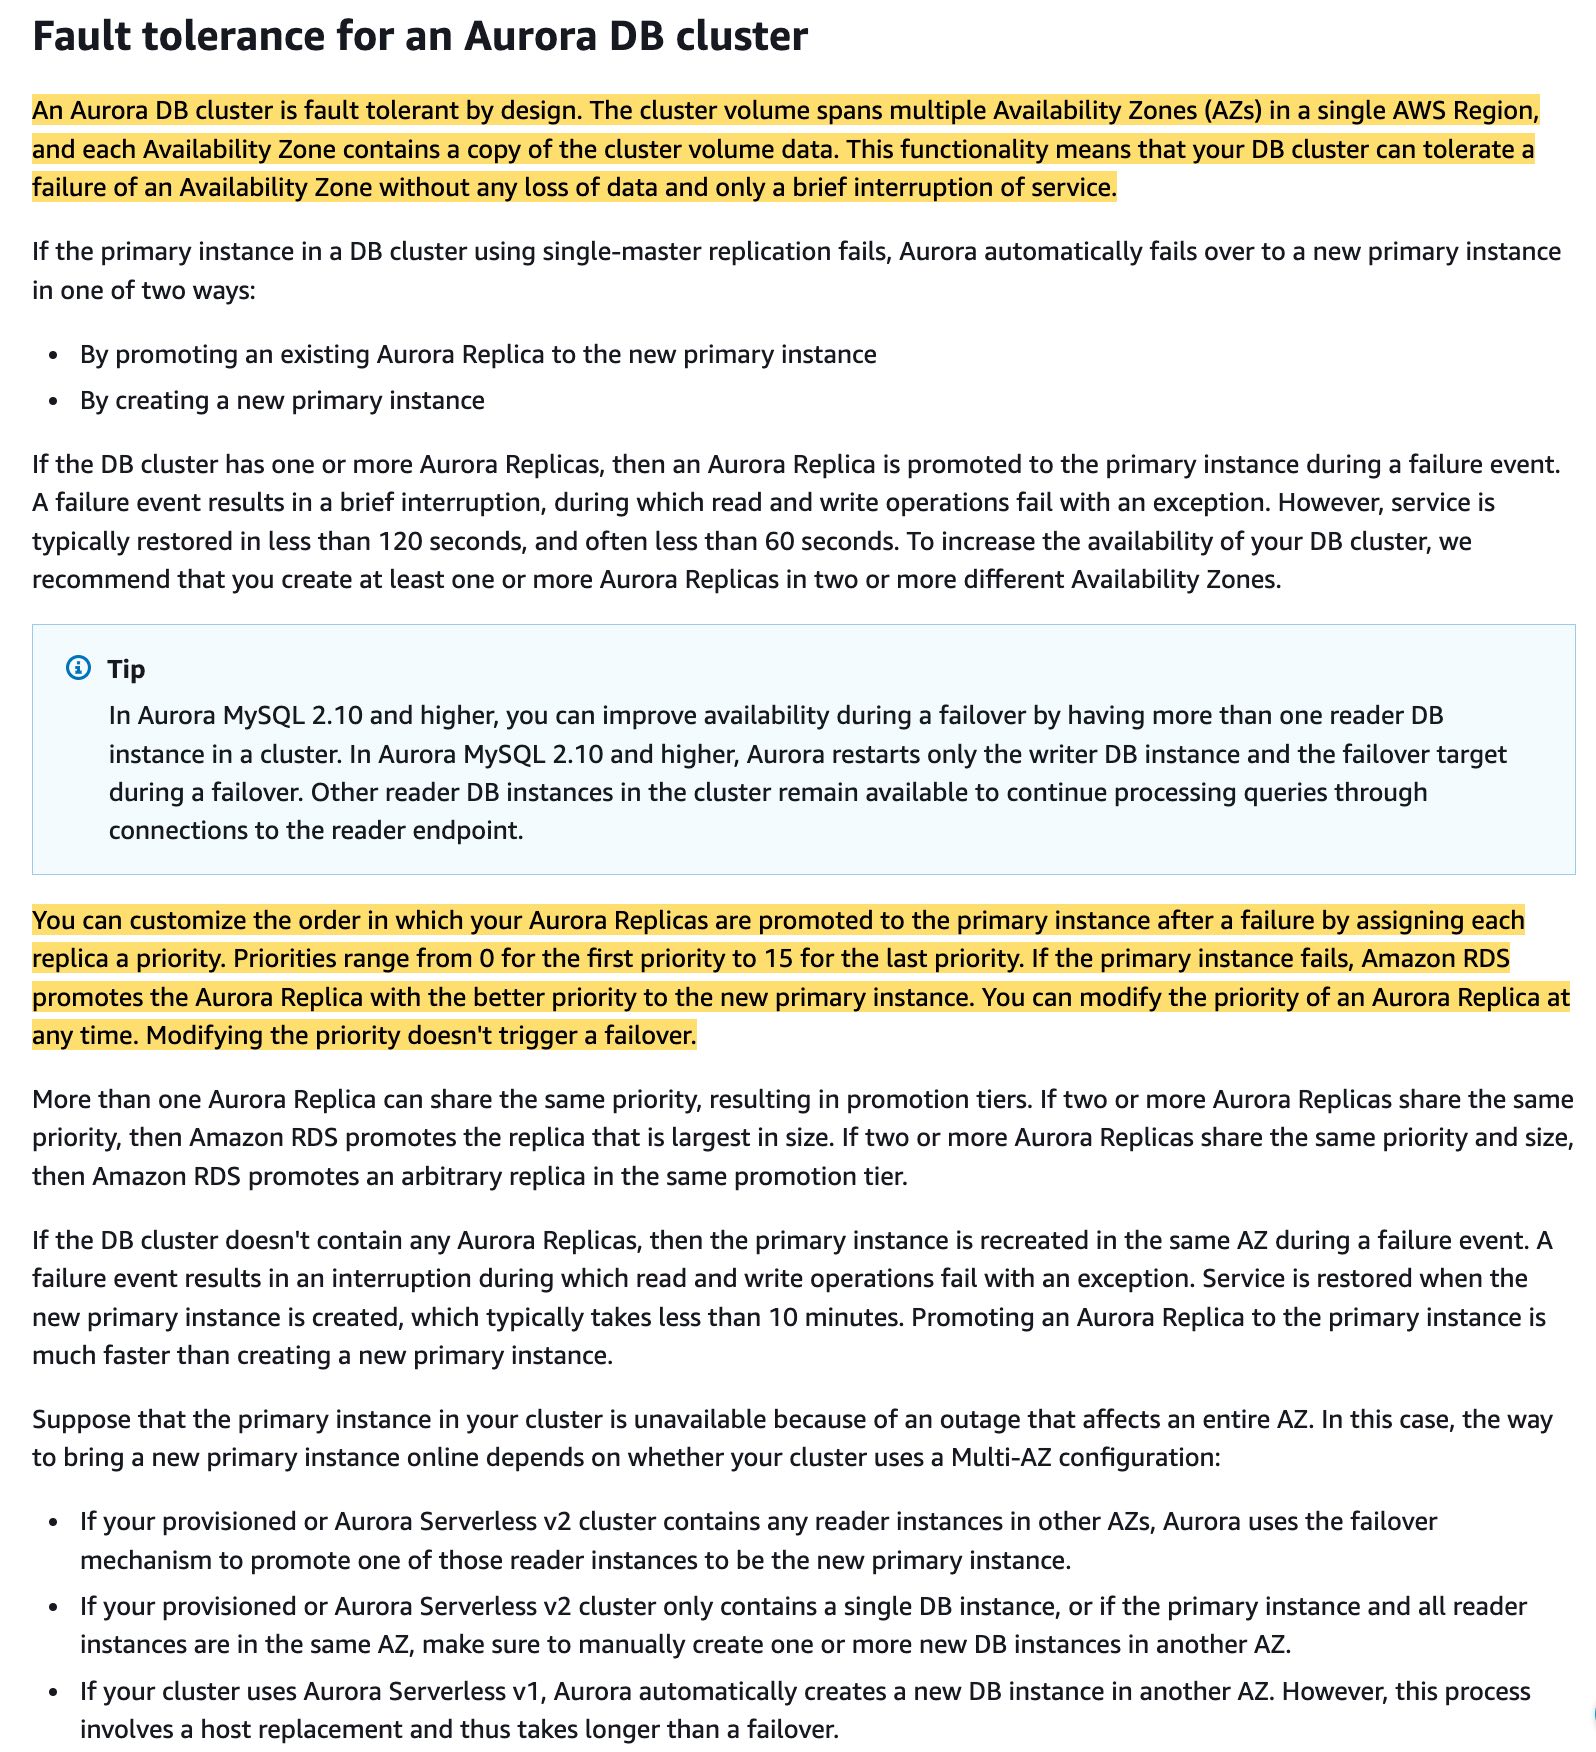 Fault tolerance for an Aurora DB cluster
An Aurora DB cluster is fault tolerant by design. The cluster volume spans multiple Availability Zones (AZs) in a single AWS Region,
and each Availability Zone contains a copy of the cluster volume data. This functionality means that your DB cluster can tolerate a
failure of an Availability Zone without any loss of data and only a brief interruption of service.
If the primary instance in a DB cluster using single-master replication fails, Aurora automatically fails over to a new primary instance
in one of two ways:
• By promoting an existing Aurora Replica to the new primary instance
• By creating a new primary instance
If the DB cluster has one or more Aurora Replicas, then an Aurora Replica is promoted to the primary instance during a failure event.
A failure event results in a brief interruption, during which read and write operations fail with an exception. However, service is
typically restored in less than 120 seconds, and often less than 60 seconds. To increase the availability of your DB cluster, we
recommend that you create at least one or more Aurora Replicas in two or more different Availability Zones.
Tip
In Aurora MySQL 2.10 and higher, you can improve availability during a failover by having more than one reader DB
instance in a cluster. In Aurora MySQL 2.10 and higher, Aurora restarts only the writer DB instance and the failover target
during a failover. Other reader DB instances in the cluster remain available to continue processing queries through
connections to the reader endpoint.
You can customize the order in which your Aurora Replicas are promoted to the primary instance after a failure by assigning each
replica a priority. Priorities range from 0 for the first priority to 15 for the last priority. If the primary instance fails, Amazon RDS
promotes the Aurora Replica with the better priority to the new primary instance. You can modify the priority of an Aurora Replica at
any time. Modifying the priority doesn't trigger a failover.
More than one Aurora Replica can share the same priority, resulting in promotion tiers. If two or more Aurora Replicas share the same
priority, then Amazon RDS promotes the replica that is largest in size. If two or more Aurora Replicas share the same priority and size,
then Amazon RDS promotes an arbitrary replica in the same promotion tier.
If the DB cluster doesn't contain any Aurora Replicas, then the primary instance is recreated in the same AZ during a failure event. A
failure event results in an interruption during which read and write operations fail with an exception. Service is restored when the
new primary instance is created, which typically takes less than 10 minutes. Promoting an Aurora Replica to the primary instance is
much faster than creating a new primary instance.
Suppose that the primary instance in your cluster is unavailable because of an outage that affects an entire AZ. In this case, the way
to bring a new primary instance online depends on whether your cluster uses a Multi-AZ configuration:
• If your provisioned or Aurora Serverless v2 cluster contains any reader instances in other AZs, Aurora uses the failover
mechanism to promote one of those reader instances to be the new primary instance.
• If your provisioned or Aurora Serverless v2 cluster only contains a single DB instance, or if the primary instance and all reader
instances are in the same AZ, make sure to manually create one or more new DB instances in another AZ.
• If your cluster uses Aurora Serverless v1, Aurora automatically creates a new DB instance in another AZ. However, this process
involves a host replacement and thus takes longer than a failover.